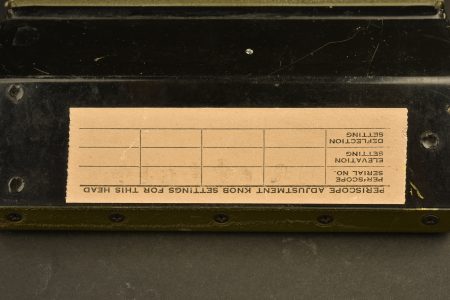 PERISCOPE ADJUSTMENT KNOB SETTINGS FOR THIS HEAD
PERISCOPE
SERIAL NO.
ELEVATION
SETTING
DEFLECTION
SETTING